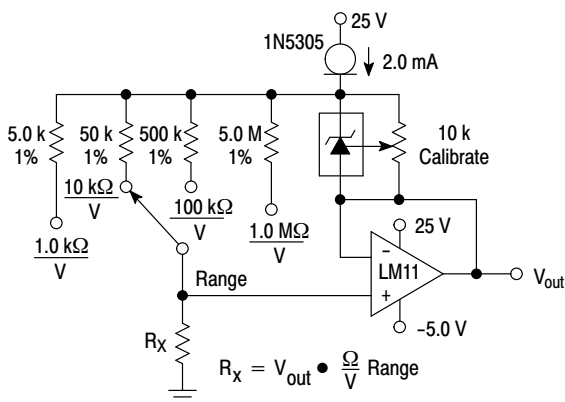 25 V
1N5305
2.0 mA
5.0 k
1%
50 k
1%
500 k
1%
5.0 M
1%
10 k
Calibrate
10 kΩ
V
100 kΩ
V
1.0 kΩ
V
1.0 MΩ
V
25 V
–
LM11
+
Vout
–5.0 V
Range
RX
RX = Vout ● Ω/V Range